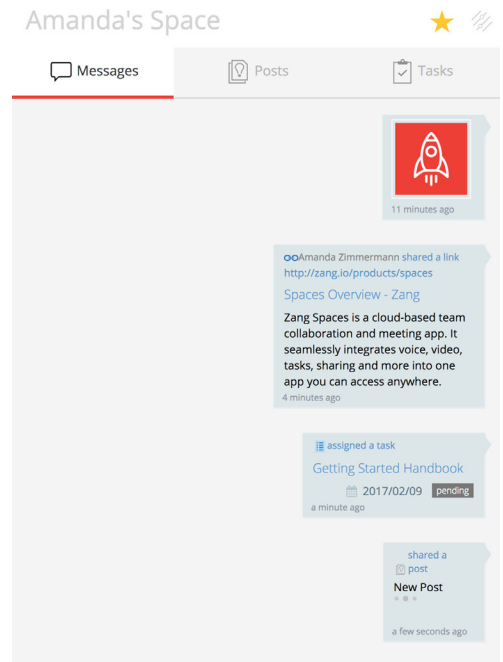 Amanda's Space
Messages
Posts
Tasks
11 minutes ago
Amanda Zimmermann shared a link
http://zang.io/products/spaces
Spaces Overview - Zang
Zang Spaces is a cloud-based team
collaboration and meeting app. It
seamlessly integrates voice, video,
tasks, sharing and more into one
app you can access anywhere.
4 minutes ago
assigned a task
Getting Started Handbook
2017/02/09 pending
a minute ago
shared a
post
New Post
a few seconds ago